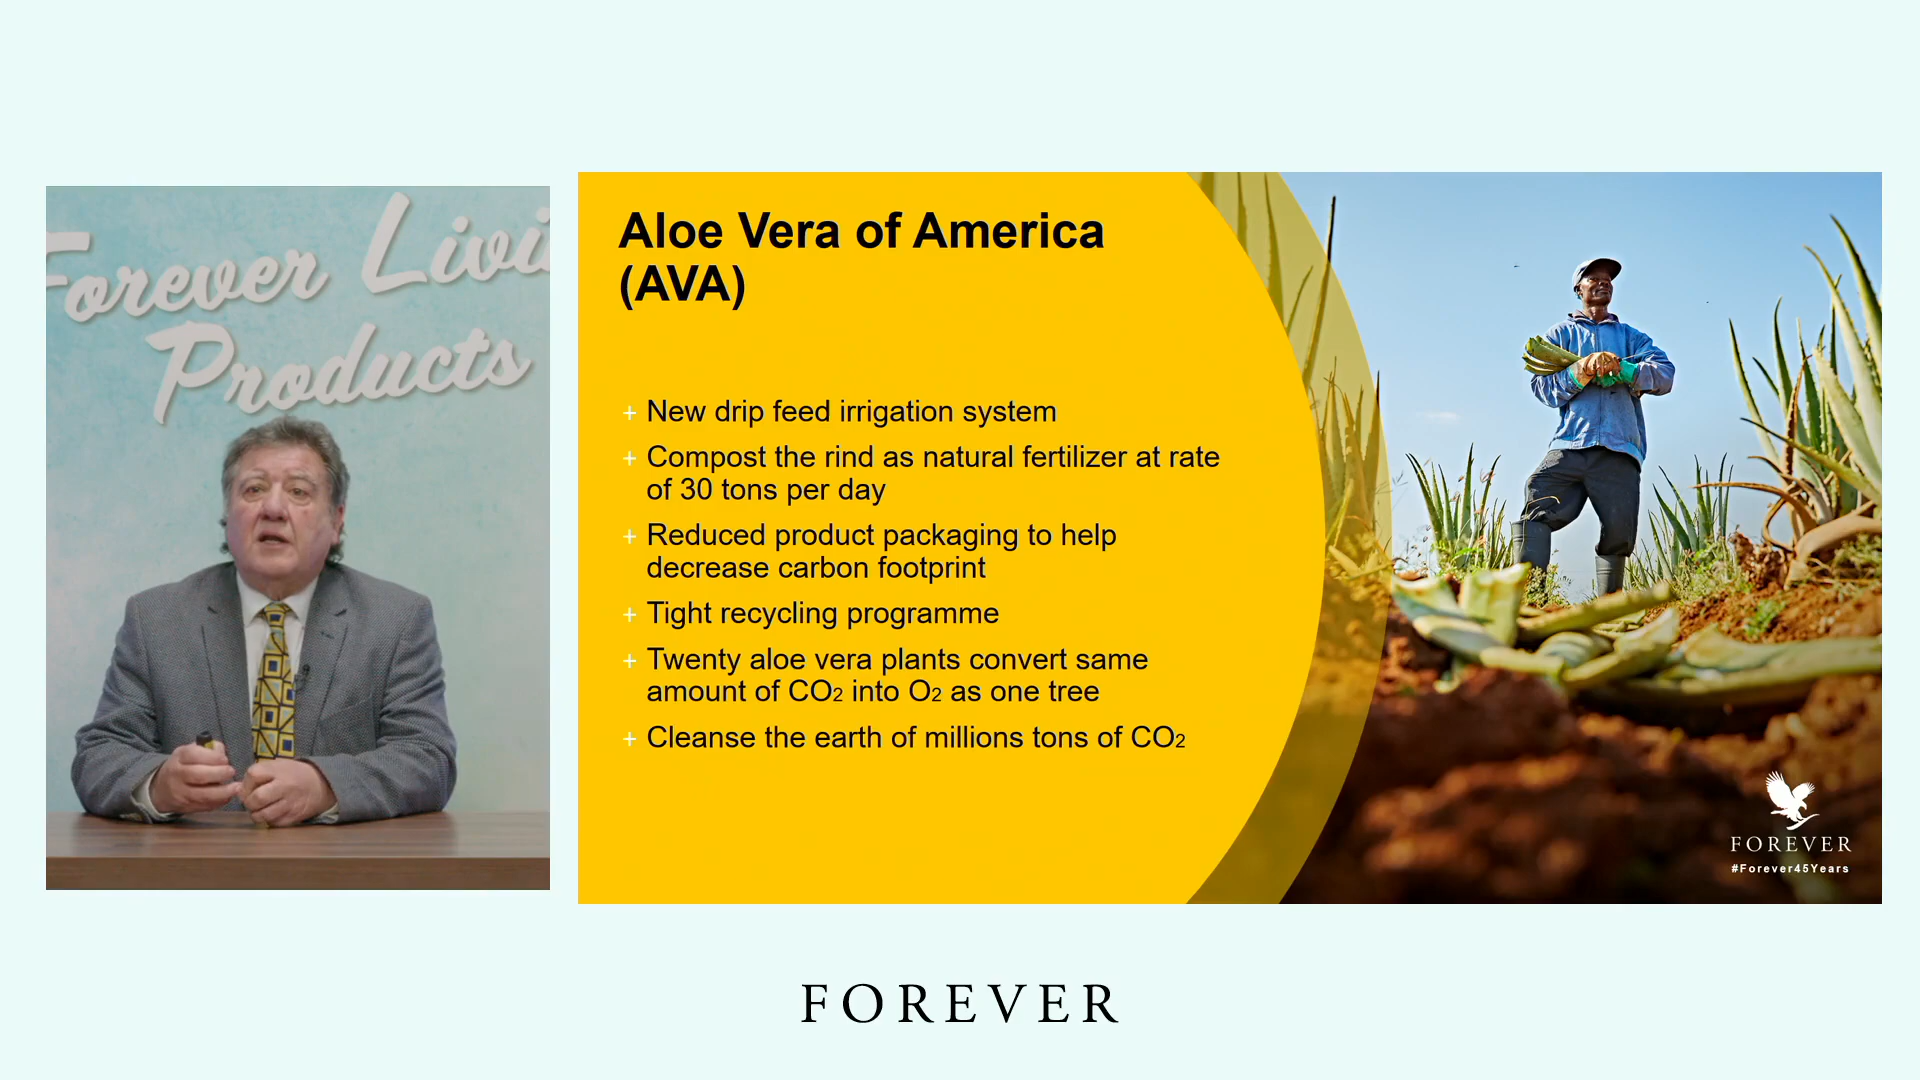 Forever Livi
Products
Aloe Vera of America
(AVA)
+ New drip feed irrigation system
+ Compost the rind as natural fertilizer at rate
of 30 tons per day
+ Reduced product packaging to help
decrease carbon footprint
+ Tight recycling programme
+ Twenty aloe vera plants convert same
amount of CO2 into O2 as one tree
+ Cleanse the earth of millions tons of CO2
FOREVER
#Forever45Years
FOREVER